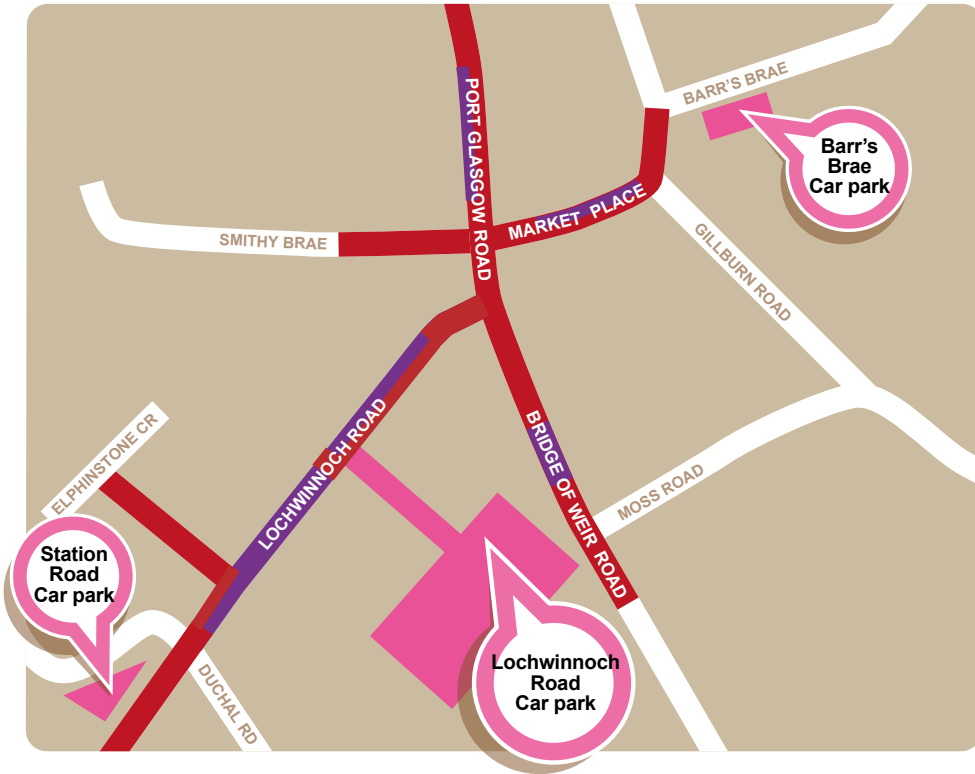 BARR'S BRAE
Barr's
Brae
Car park
PORT GLASGOW ROAD
MARKET PLACE
SMITHY BRAE
GILLBURN ROAD
LOCHWINNOCH ROAD
BRIDGE OF WEIR ROAD
ELPHINSTONE CR
MOSS ROAD
Station
Road
Car park
Lochwinnoch
Road
Car park
DUCHAL RD